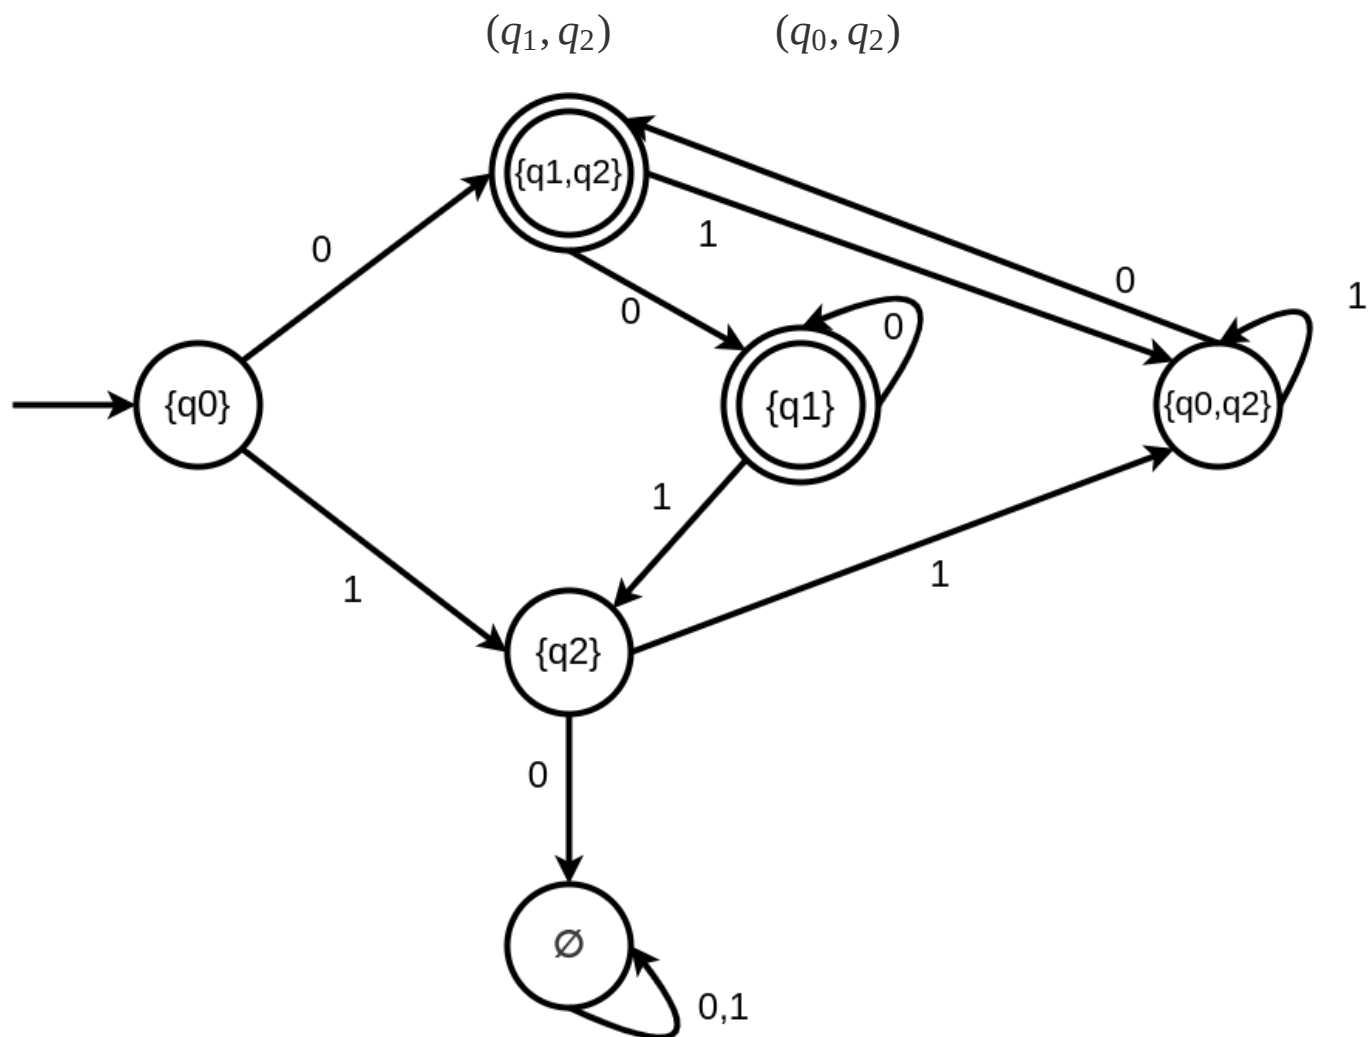 (q₁, q₂) (q₀, q₂)
{q1,q2}
1
0
0
1
0
0
{q0}
{q1}
{q0,q2}
1
1
1
{q2}
0
∅
0,1